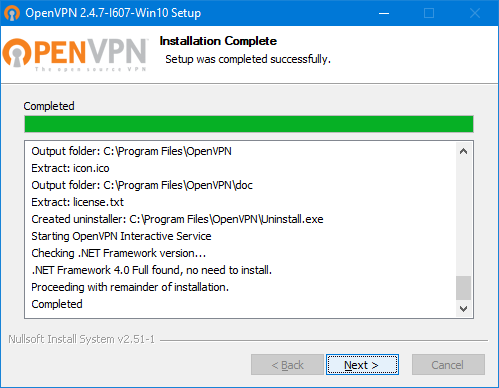 OpenVPN 2.4.7-I607-Win10 Setup
OPENVPN
The open source VPN
Installation Complete
Setup was completed successfully.
Completed
Output folder: C:\Program Files\OpenVPN
Extract: icon.ico
Output folder: C:\Program Files\OpenVPN\doc
Extract: license.txt
Created uninstaller: C:\Program Files\OpenVPN\Uninstall.exe
Starting OpenVPN Interactive Service
Checking .NET Framework version...
.NET Framework 4.0 Full found, no need to install.
Proceeding with remainder of installation.
Completed
Nullsoft Install System v2.51-1
< Back
Next >
Cancel